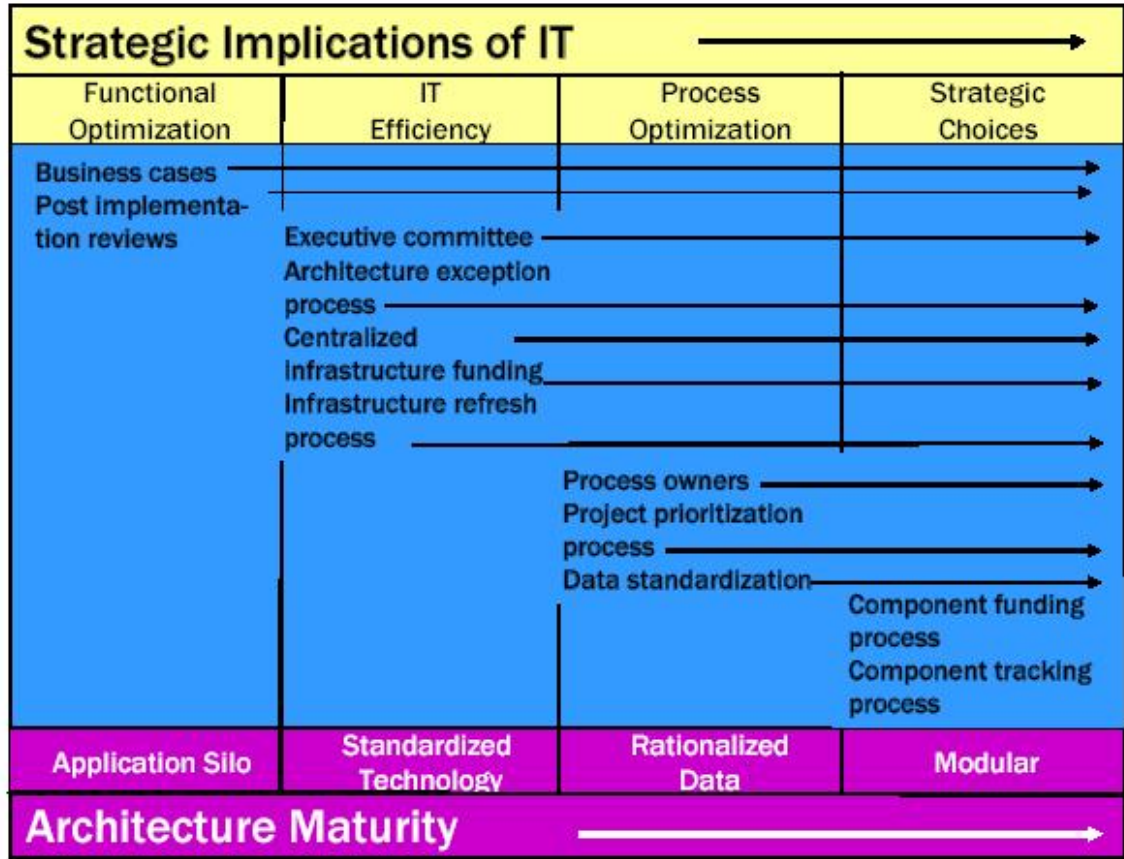 Strategic Implications of IT
Functional
Optimization
IT
Efficiency
Process
Optimization
Strategic
Choices
Business cases
Post implementa-
tion reviews
Executive committee
Architecture exception
process
Centralized
Infrastructure funding
Infrastructure refresh
process
Process owners
Project prioritization
process
Data standardization
Component funding
process
Component tracking
process
Application Silo
Standardized
Technology
Rationalized
Data
Modular
Architecture Maturity